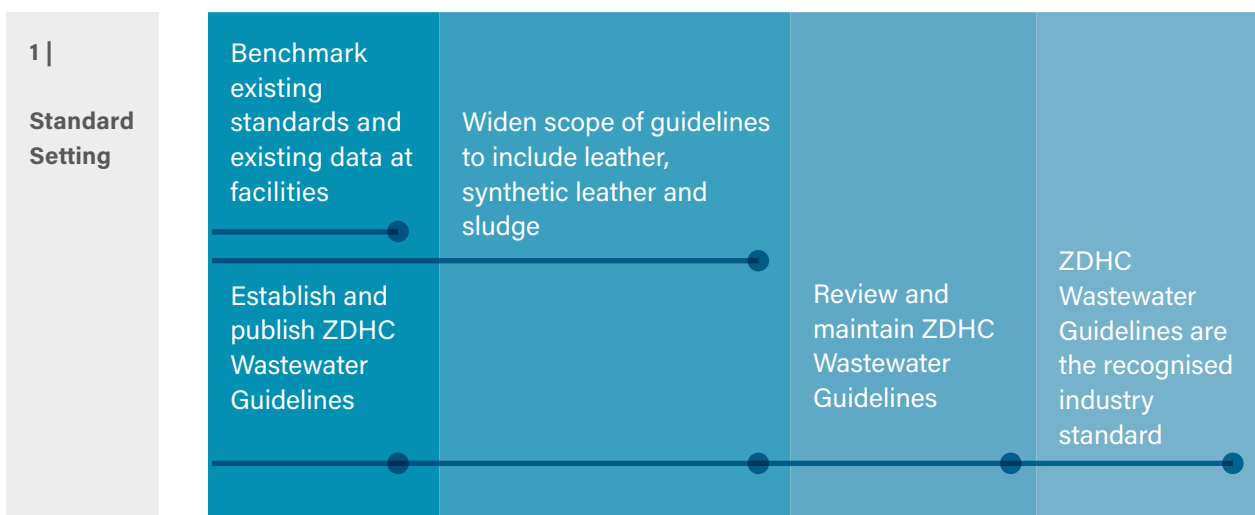 1 |
Standard
Setting
Benchmark
existing
standards and
existing data at
facilities
Establish and
publish ZDHC
Wastewater
Guidelines
Widen scope of guidelines
to include leather,
synthetic leather and
sludge
Review and
maintain ZDHC
Wastewater
Guidelines
ZDHC
Wastewater
Guidelines are
the recognised
industry
standard